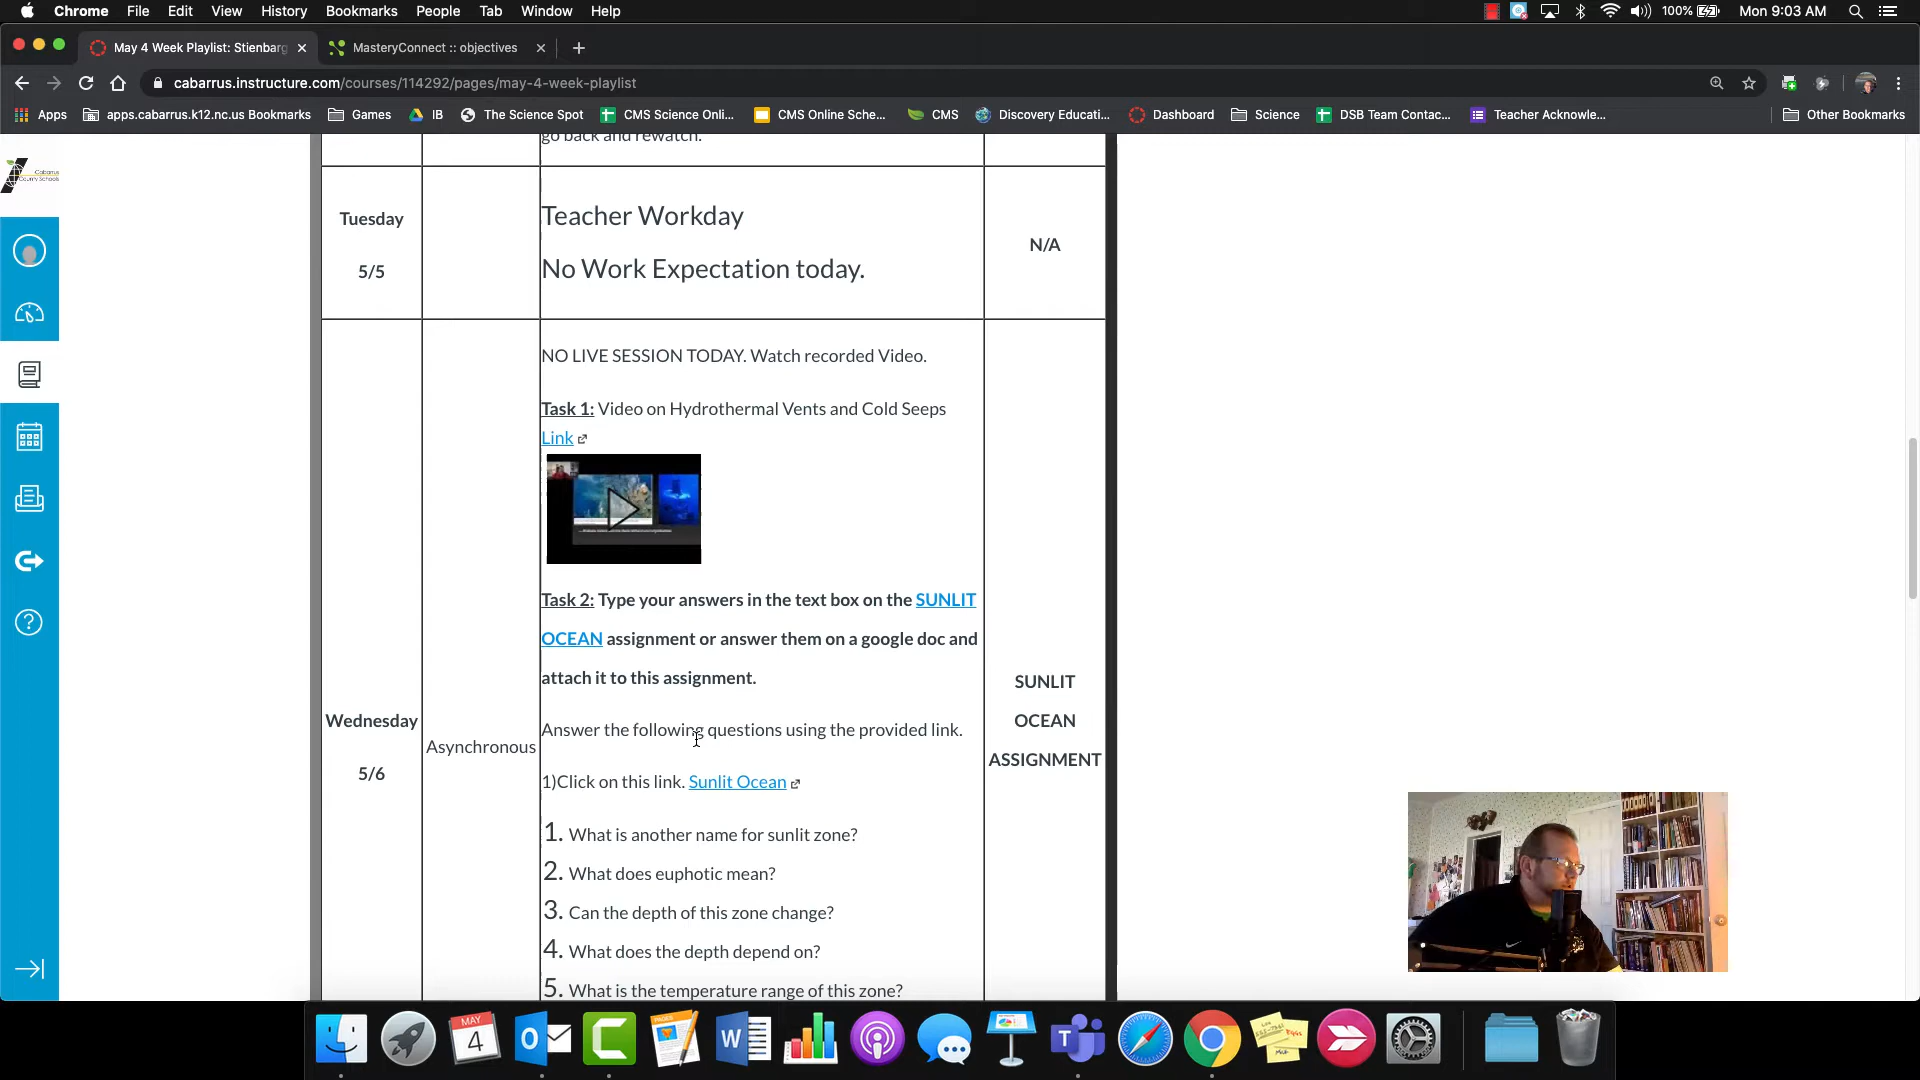 Chrome File Edit View History Bookmarks People Tab Window Help 100% Mon 9:03 AM
May 4 Week Playlist: Stienbarg MasteryConnect :: objectives
cabarrus.instructure.com/courses/114292/pages/may-4-week-playlist
Apps apps.cabarrus.k12.nc.us Bookmarks Games IB The Science Spot CMS Science Onli... CMS Online Sche... CMS Discovery Educati... Dashboard Science DSB Team Contac... Teacher Acknowle... Other Bookmarks
go back and rewatch.
Cabarrus
County Schools
Tuesday
5/5
Teacher Workday
No Work Expectation today.
N/A
NO LIVE SESSION TODAY. Watch recorded Video.
Task 1: Video on Hydrothermal Vents and Cold Seeps
Link
Task 2: Type your answers in the text box on the SUNLIT
OCEAN assignment or answer them on a google doc and
attach it to this assignment.
Wednesday
5/6
Asynchronous
Answer the following questions using the provided link.
1)Click on this link. Sunlit Ocean
1. What is another name for sunlit zone?
2. What does euphotic mean?
3. Can the depth of this zone change?
4. What does the depth depend on?
5. What is the temperature range of this zone?
SUNLIT
OCEAN
ASSIGNMENT
MAY
4